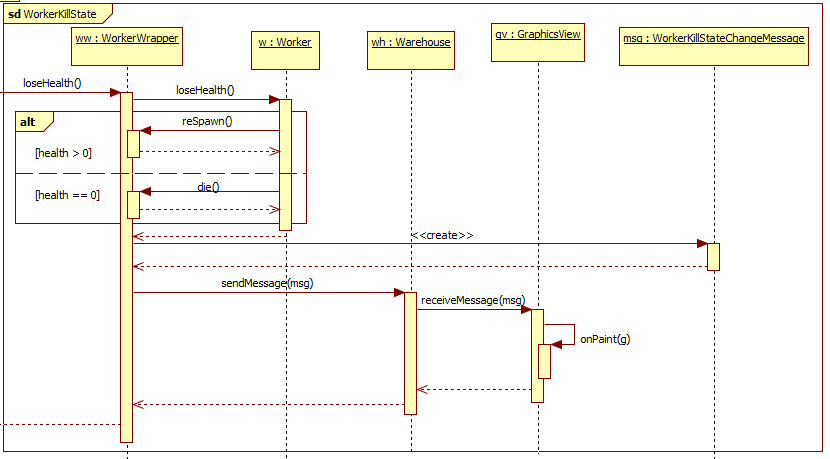 sd WorkerKillState
ww : WorkerWrapper
w : Worker
wh : Warehouse
gv : GraphicsView
msg : WorkerKillStateChangeMessage
loseHealth()
loseHealth()
alt
reSpawn()
[health > 0]
die()
[health == 0]
<<create>>
sendMessage(msg)
receiveMessage(msg)
onPaint(g)